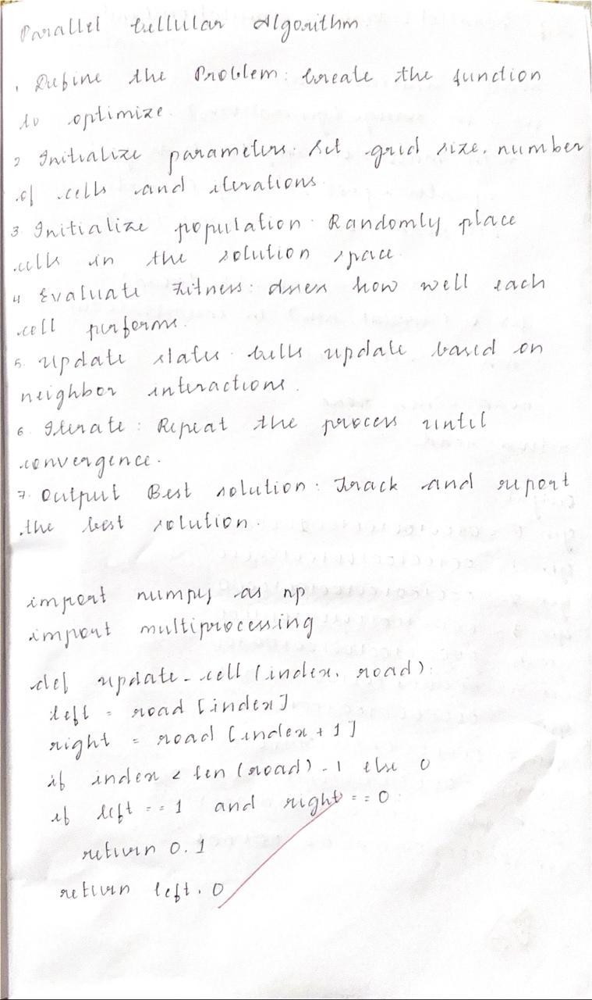 Parallel Cellular Algorithm
1. Define the Problem: Create the function
to optimize.
2 Initialize parameters: Set grid size, number
of cells and iterations.
3. Initialize population: Randomly place
cells in the solution space.
4 Evaluate Fitness: how well each
cell performs.
5. Update states: Cells update based on
neighbor interactions.
6 Iterate: Repeat the process until
convergence.
7. Output Best solution: Track and report
the best solution.
import numpy as np
import multiprocessing
def update_cell (index, road):
left = road [index]
right = road [index + 1]
if index < len (road) - 1 else 0
if left == 1 and right == 0:
return 0, 1
return left, 0